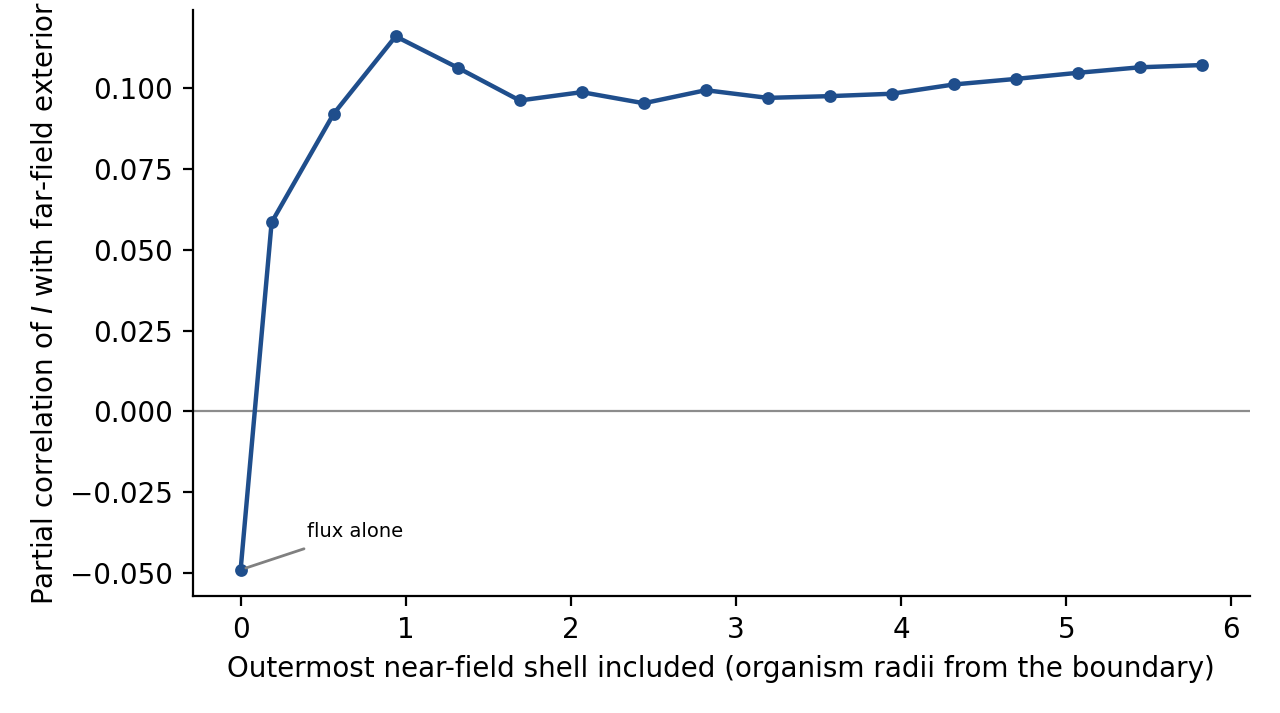 Partial correlation of I with far-field exterior
0.100
0.075
0.050
0.025
0.000
−0.025
−0.050
flux alone
0 1 2 3 4 5 6
Outermost near-field shell included (organism radii from the boundary)